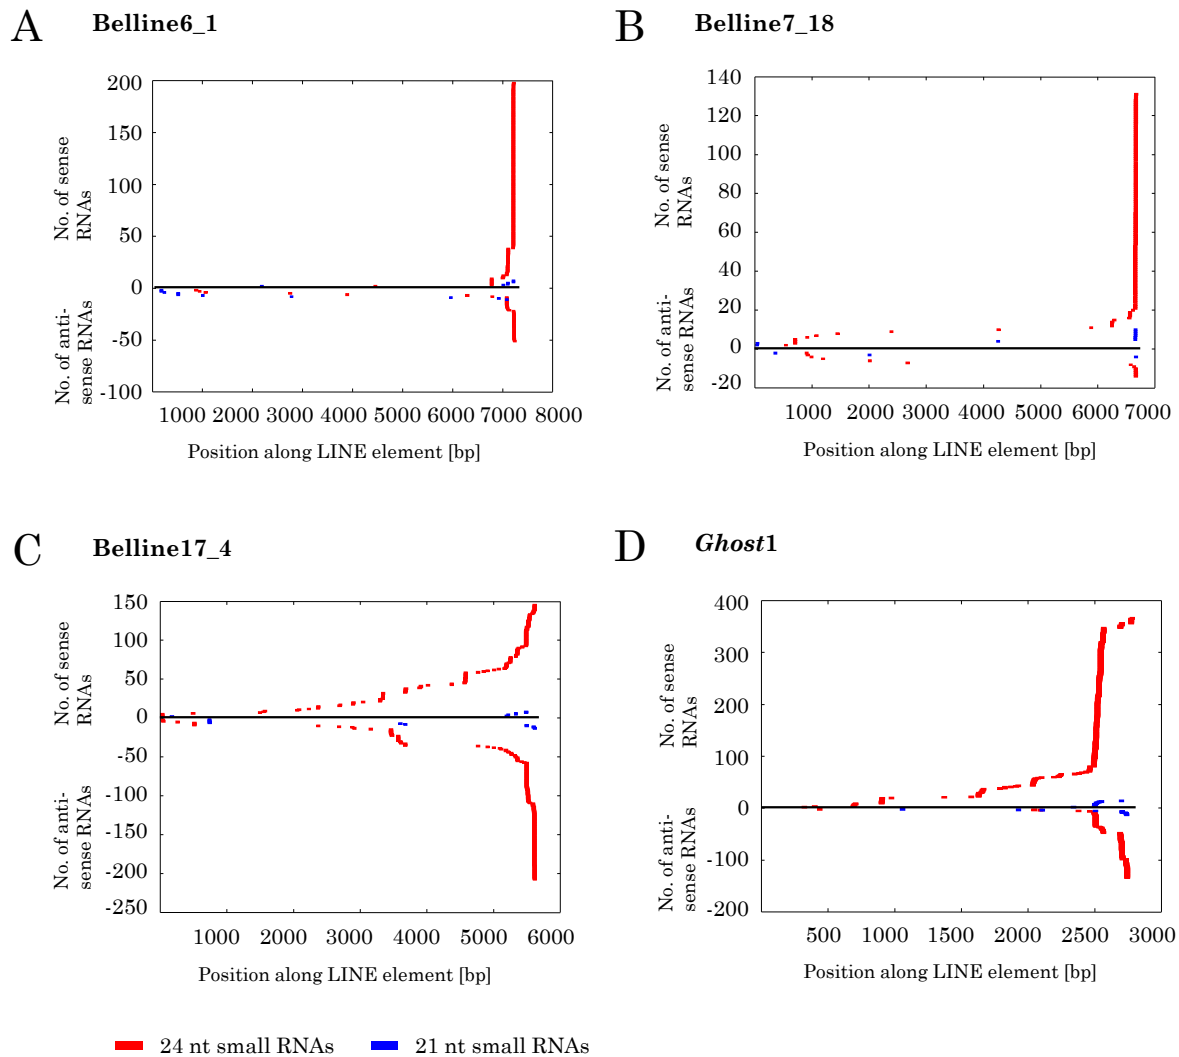 A Belline6_1
200
150
100
50
0
-50
-100
No. of sense
RNAs
No. of anti-
sense RNAs
1000 2000 3000 4000 5000 6000 7000 8000
Position along LINE element [bp]
B Belline7_18
140
120
100
80
60
40
20
0
-20
No. of sense
RNAs
No. of anti-
sense RNAs
1000 2000 3000 4000 5000 6000 7000
Position along LINE element [bp]
C Belline17_4
150
100
50
0
-50
-100
-150
-200
-250
No. of sense
RNAs
No. of anti-
sense RNAs
1000 2000 3000 4000 5000 6000
Position along LINE element [bp]
D Ghost1
400
300
200
100
0
-100
-200
No. of sense
RNAs
No. of anti-
sense RNAs
500 1000 1500 2000 2500 3000
Position along LINE element [bp]
24 nt small RNAs 21 nt small RNAs